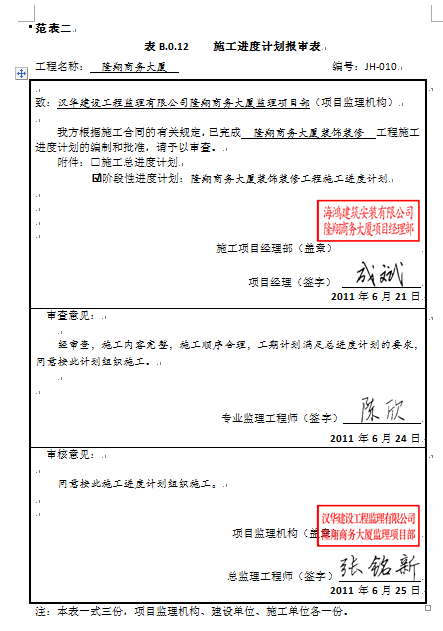 范表二
表 B.0.12 施工进度计划报审表
工程名称： 隆翔商务大厦 编号：JH-010
致：汉华建设工程监理有限公司隆翔商务大厦监理项目部（项目监理机构）
我方根据施工合同的有关规定，已完成 隆翔商务大厦装饰装修 工程施工
进度计划的编制和批准，请予以审查。
附件：☐施工总进度计划
☑阶段性进度计划：隆翔商务大厦装饰装修工程施工进度计划
海鸿建筑安装有限公司
隆翔商务大厦项目经理部
施工项目经理部（盖章）
项目经理（签字） 成斌
2011 年 6 月 21 日
审查意见：
经审查，施工内容完整，施工顺序合理，工期计划满足总进度计划的要求，
同意按此计划组织施工。
专业监理工程师（签字） 陈欣
2011 年 6 月 24 日
审核意见：
同意按此施工进度计划组织施工。
汉华建设工程监理有限公司
隆翔商务大厦监理项目部
项目监理机构（盖章）
总监理工程师（签字） 张铭新
2011 年 6 月 25 日
注：本表一式三份，项目监理机构、建设单位、施工单位各一份。